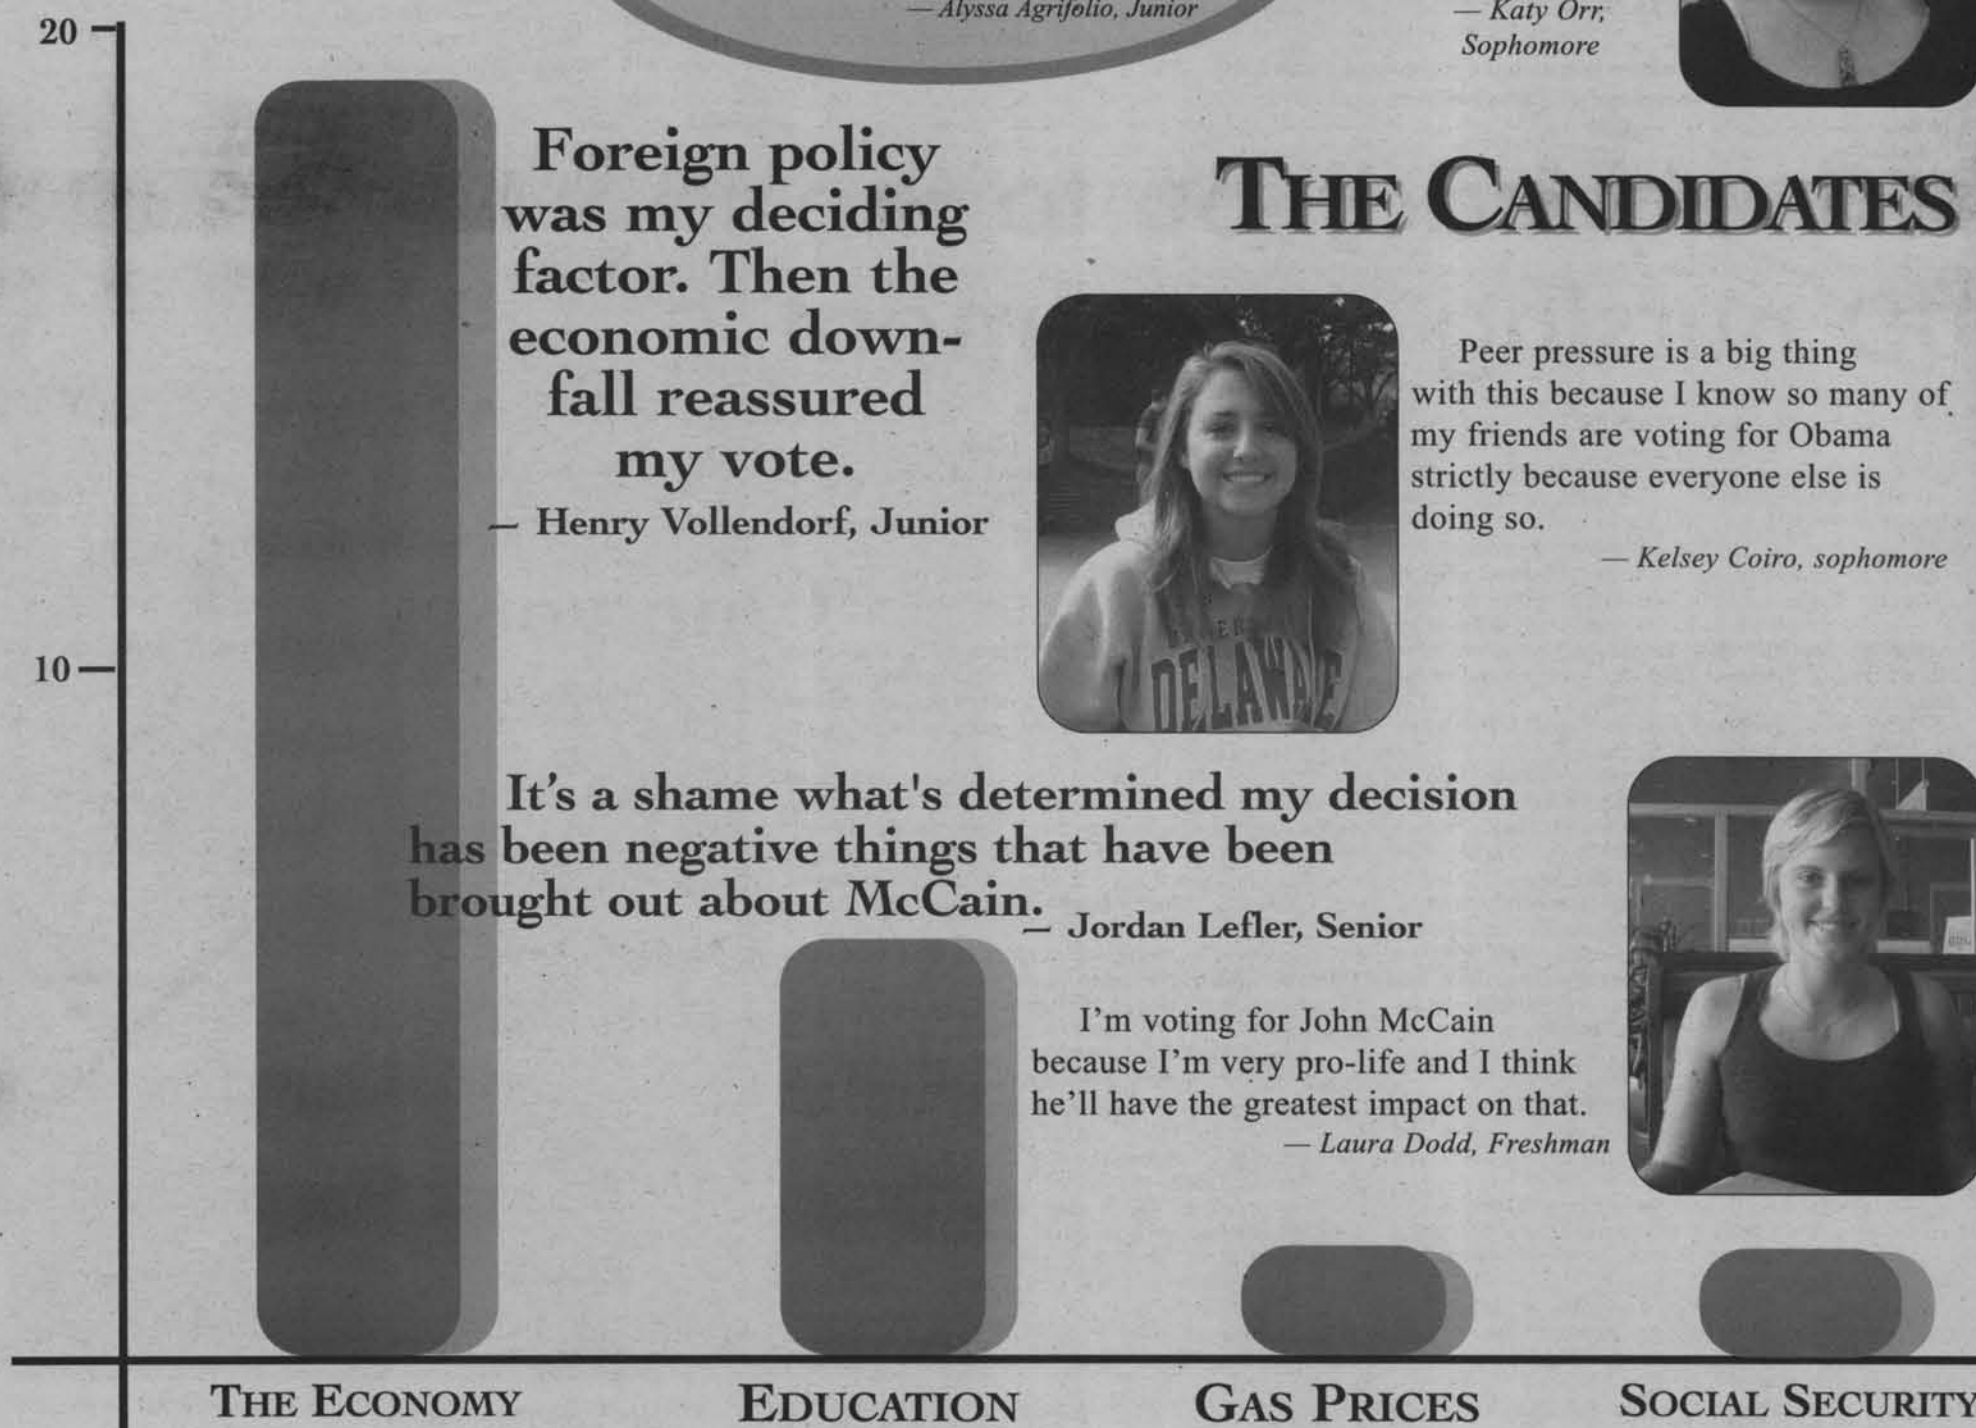 — Alyssa Agrifolio, Junior
— Katy Orr,
Sophomore
20
Foreign policy
was my deciding
factor. Then the
economic down-
fall reassured
my vote.
— Henry Vollendorf, Junior
THE CANDIDATES
Peer pressure is a big thing
with this because I know so many of
my friends are voting for Obama
strictly because everyone else is
doing so.
— Kelsey Coiro, sophomore
DELAWARE
10
It's a shame what's determined my decision
has been negative things that have been
brought out about McCain.
— Jordan Lefler, Senior
I'm voting for John McCain
because I'm very pro-life and I think
he'll have the greatest impact on that.
— Laura Dodd, Freshman
THE ECONOMY
EDUCATION
GAS PRICES
SOCIAL SECURITY